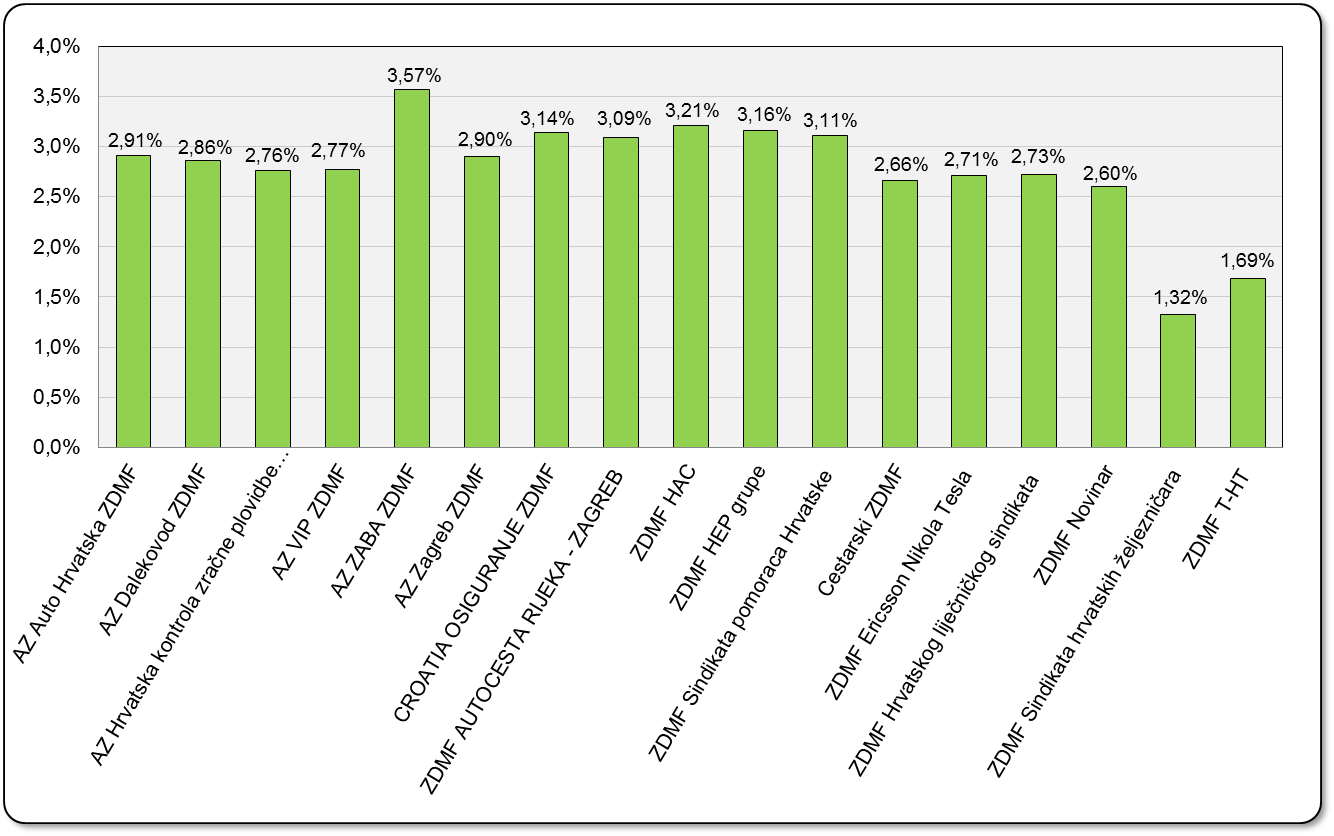 4,0%
3,5%
3,0%
2,5%
2,0%
1,5%
1,0%
0,5%
0,0%
2,91%
2,86%
2,76%
2,77%
3,57%
2,90%
3,14%
3,09%
3,21%
3,16%
3,11%
2,66%
2,71%
2,73%
2,60%
1,32%
1,69%
AZ Auto Hrvatska ZDMF
AZ Dalekovod ZDMF
AZ Hrvatska kontrola zračne plovidbe…
AZ VIP ZDMF
AZ ZABA ZDMF
AZ Zagreb ZDMF
CROATIA OSIGURANJE ZDMF
ZDMF AUTOCESTA RIJEKA - ZAGREB
ZDMF HAC
ZDMF HEP grupe
ZDMF Sindikata pomoraca Hrvatske
Cestarski ZDMF
ZDMF Ericsson Nikola Tesla
ZDMF Hrvatskog liječničkog sindikata
ZDMF Novinar
ZDMF Sindikata hrvatskih željezničara
ZDMF T-HT